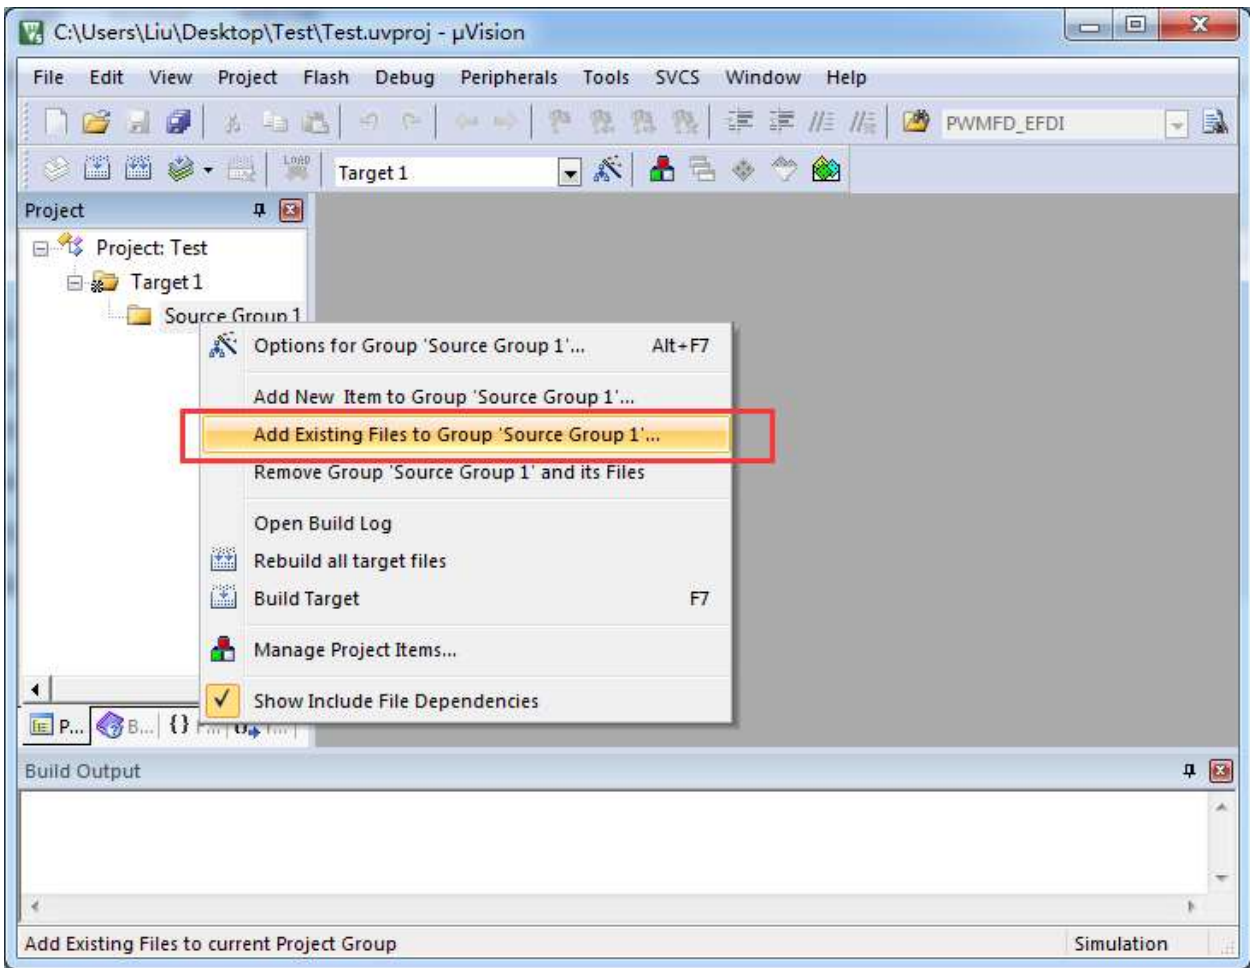 C:\Users\Liu\Desktop\Test\Test.uvproj - µVision
File Edit View Project Flash Debug Peripherals Tools SVCS Window Help
PWMFD_EFDI
LOAD Target 1
Project
Project: Test
Target 1
Source Group 1
Options for Group 'Source Group 1'... Alt+F7
Add New Item to Group 'Source Group 1'...
Add Existing Files to Group 'Source Group 1'...
Remove Group 'Source Group 1' and its Files
Open Build Log
Rebuild all target files
Build Target F7
Manage Project Items...
Show Include File Dependencies
P... B... {}
Build Output
Add Existing Files to current Project Group Simulation